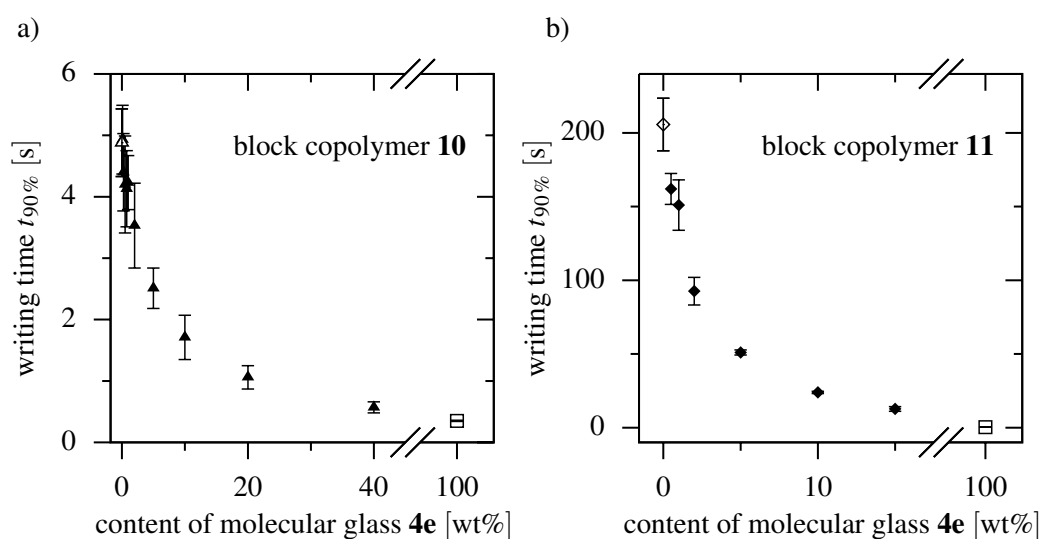 a)
6
4
2
0
writing time t90% [s]
block copolymer 10
0 20 40 100
content of molecular glass 4e [wt%]
b)
200
100
0
writing time t90% [s]
block copolymer 11
0 10 100
content of molecular glass 4e [wt%]